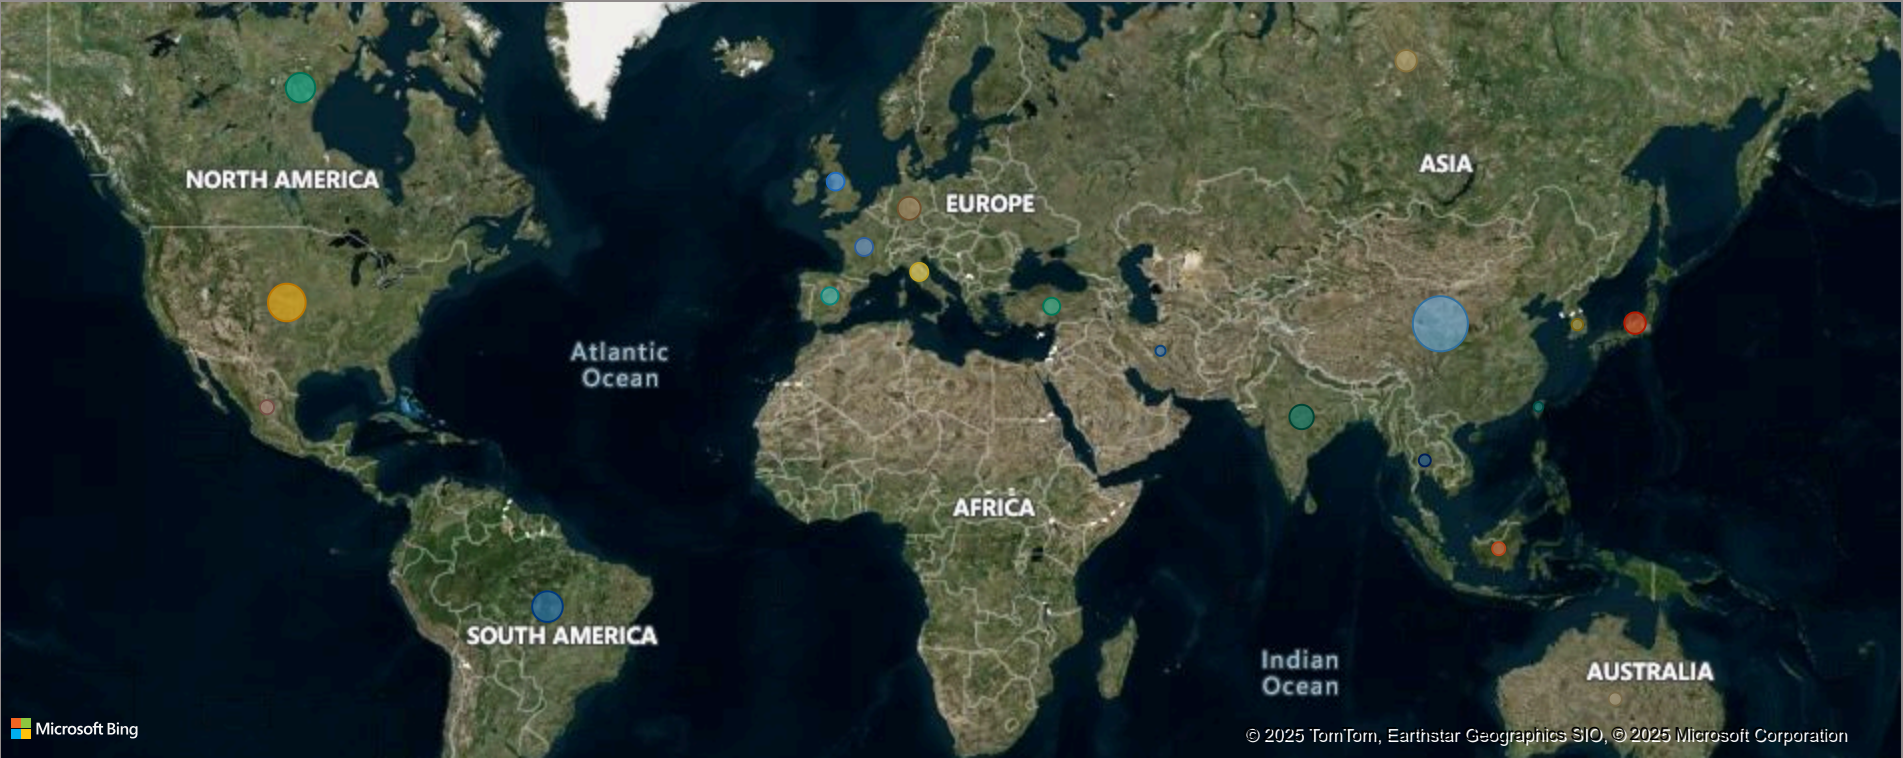 NORTH AMERICA
EUROPE
ASIA
Atlantic
Ocean
AFRICA
SOUTH AMERICA
Indian
Ocean
AUSTRALIA
Microsoft Bing
© 2025 TomTom, Earthstar Geographics SIO, © 2025 Microsoft Corporation